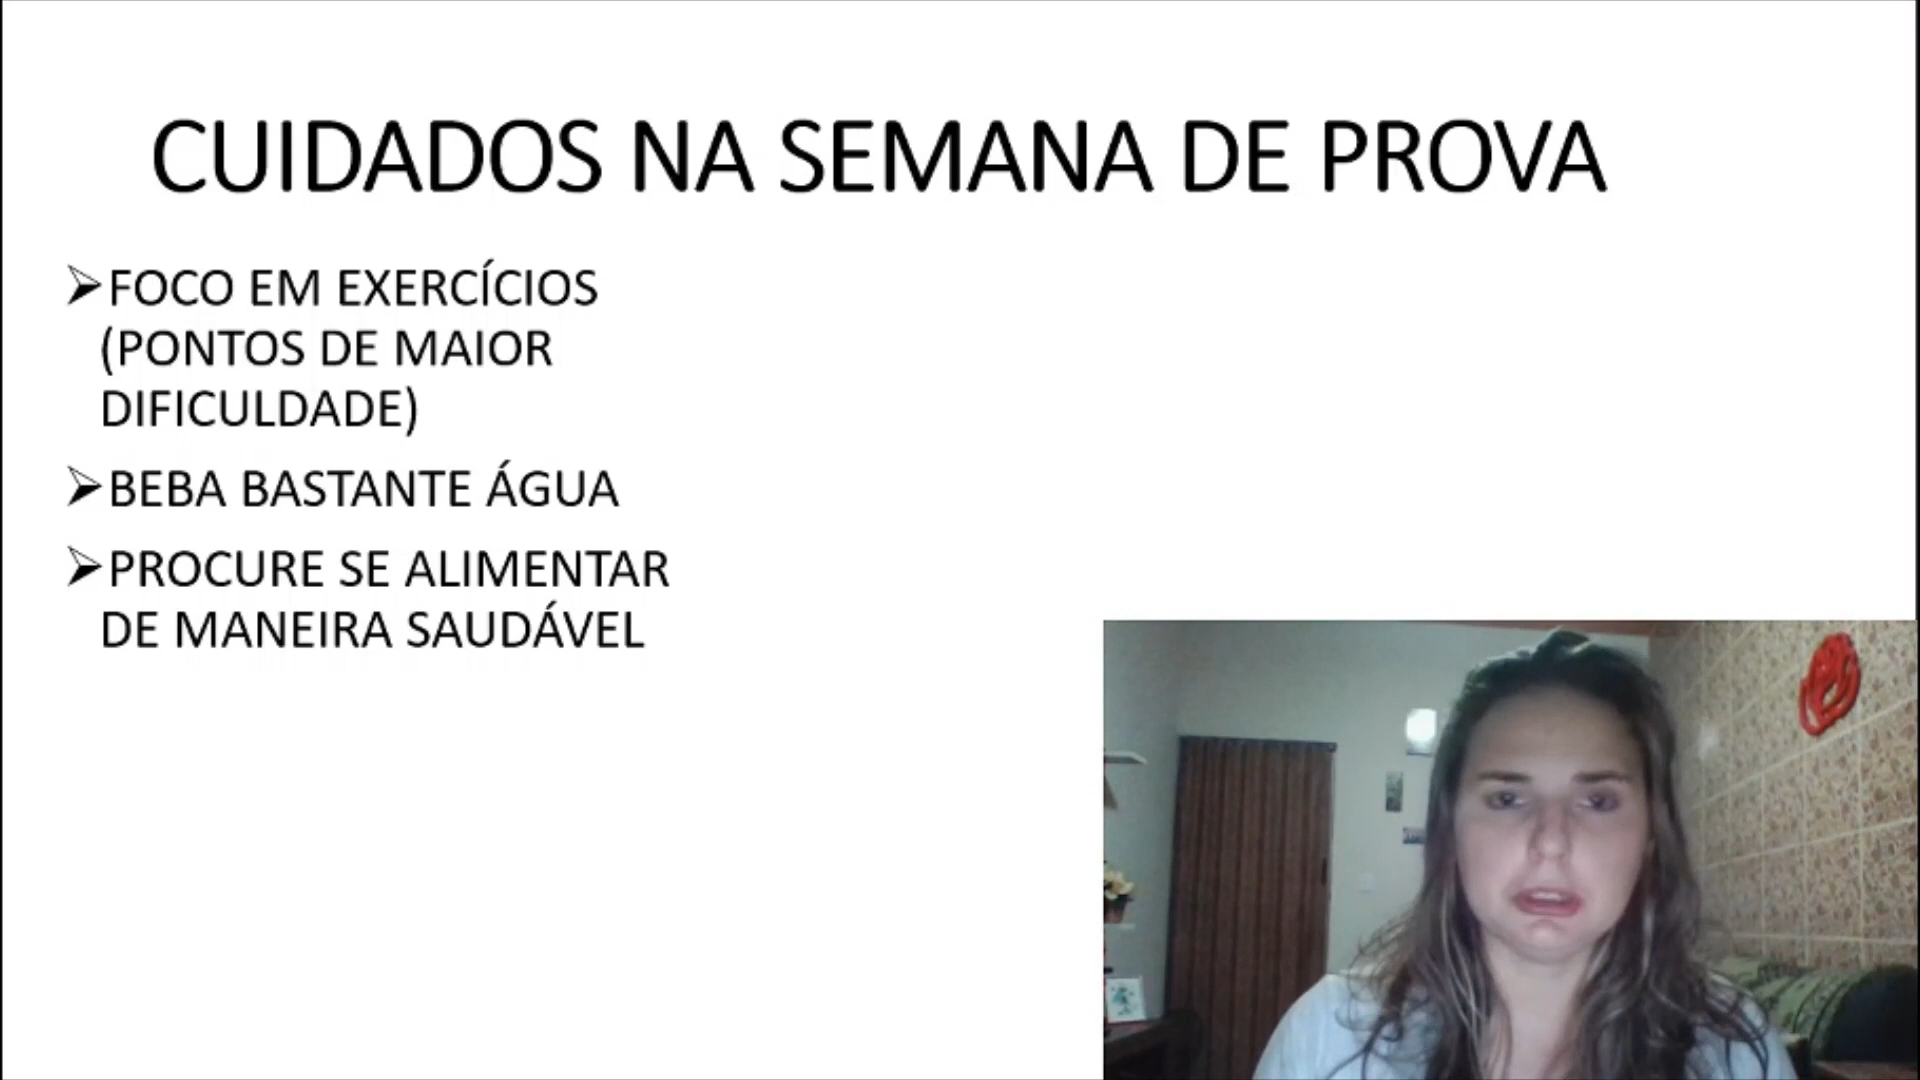 CUIDADOS NA SEMANA DE PROVA
➢FOCO EM EXERCÍCIOS
(PONTOS DE MAIOR
DIFICULDADE)
➢BEBA BASTANTE ÁGUA
➢PROCURE SE ALIMENTAR
DE MANEIRA SAUDÁVEL